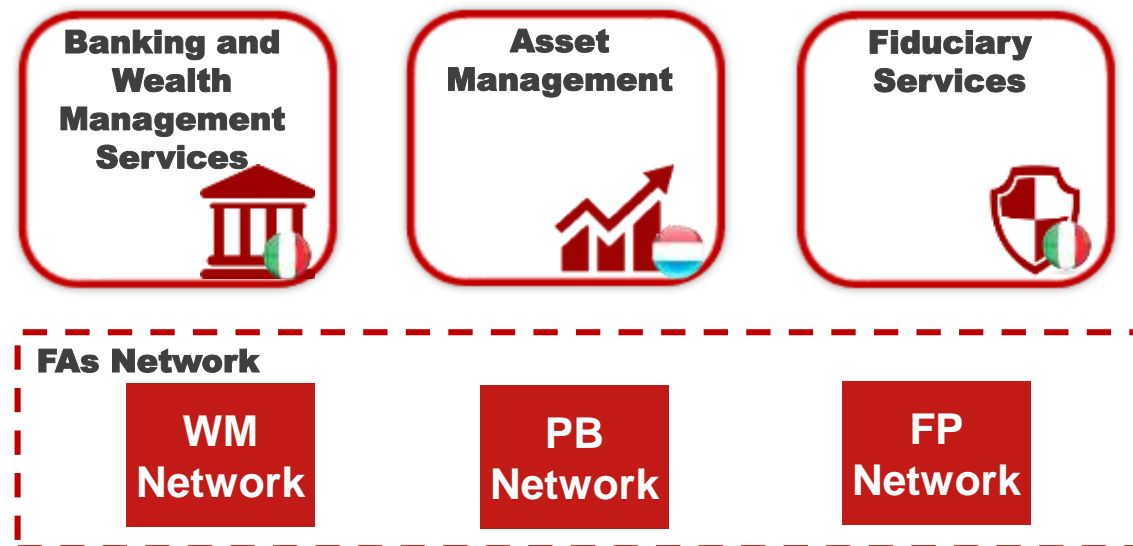 Banking and
Wealth
Management
Services
Asset
Management
Fiduciary
Services
FAs Network
WM
Network
PB
Network
FP
Network